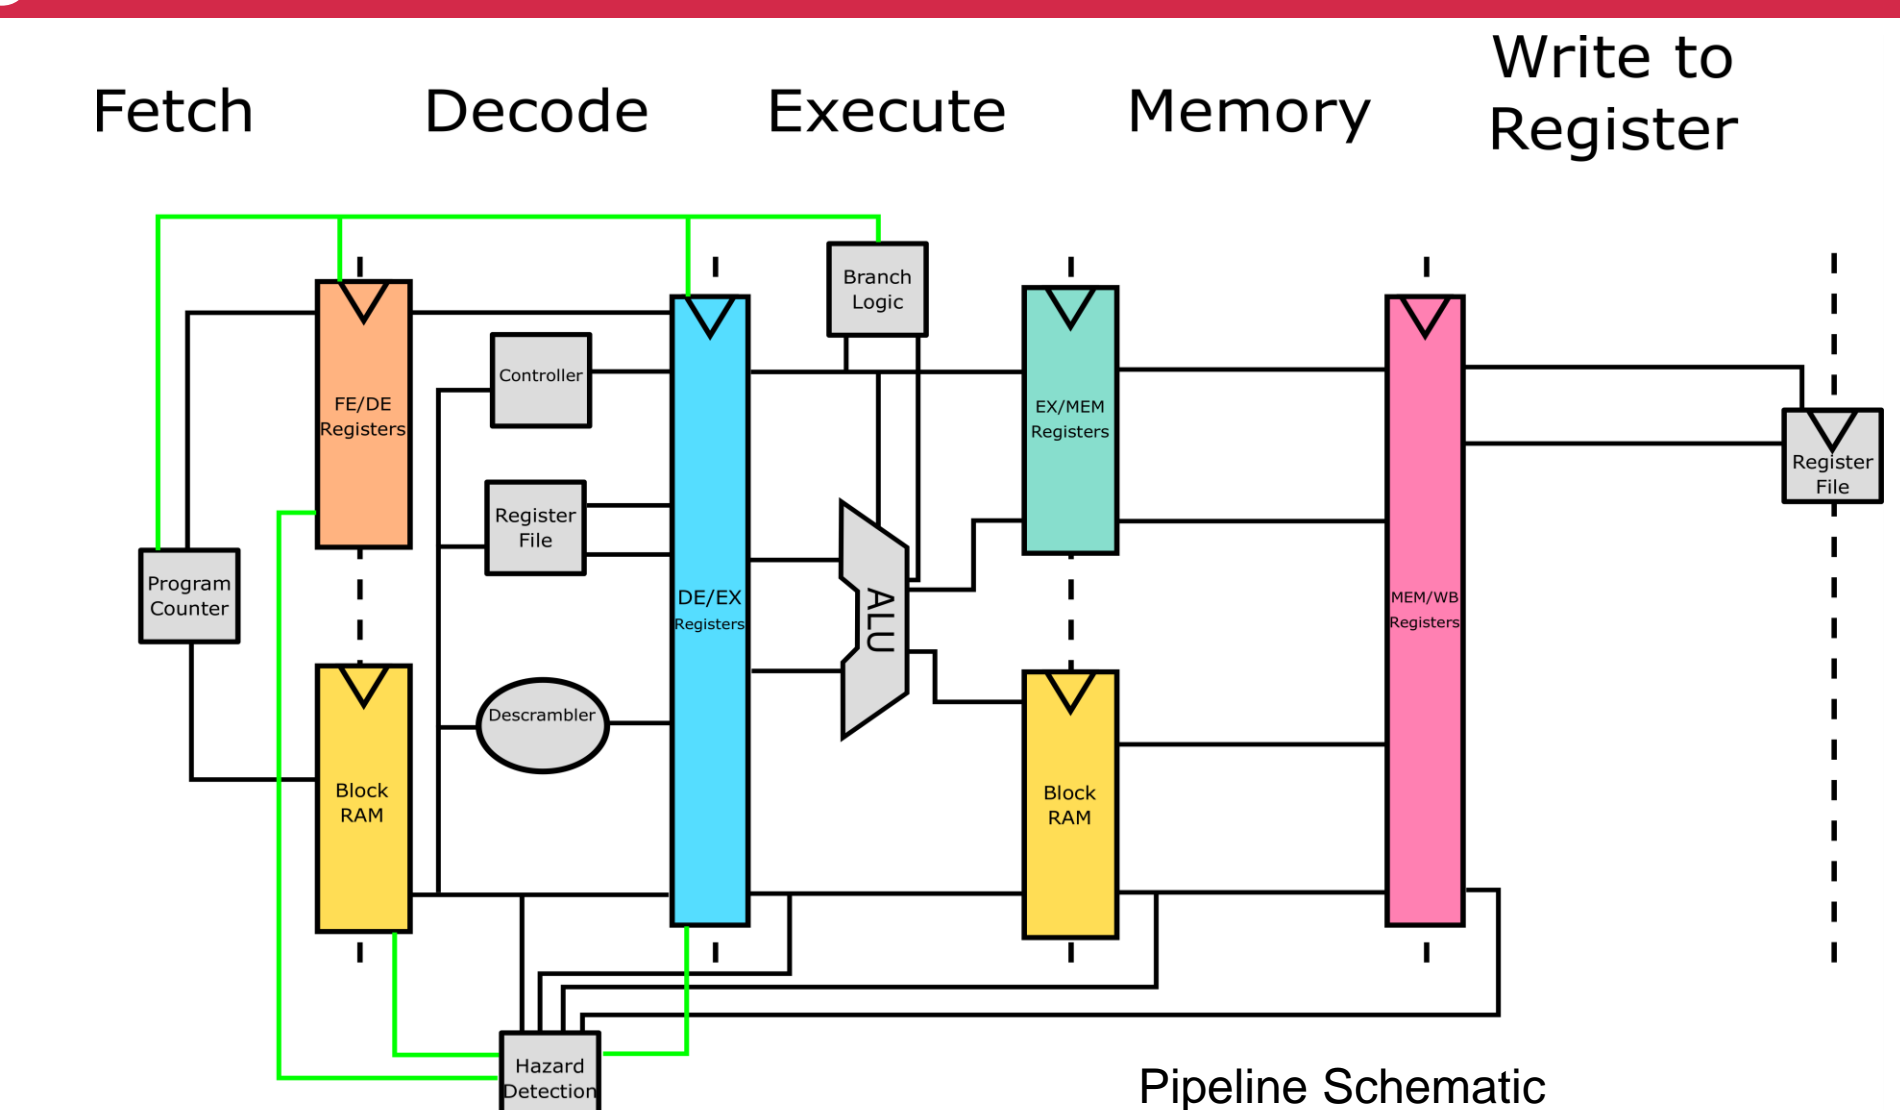 Fetch
Decode
Execute
Memory
Write to
Register
Branch
Logic
Controller
FE/DE
Registers
EX/MEM
Registers
Register
File
Register
File
Program
Counter
DE/EX
Registers
ALU
MEM/WB
Registers
Descrambler
Block
RAM
Block
RAM
Hazard
Detection
Pipeline Schematic